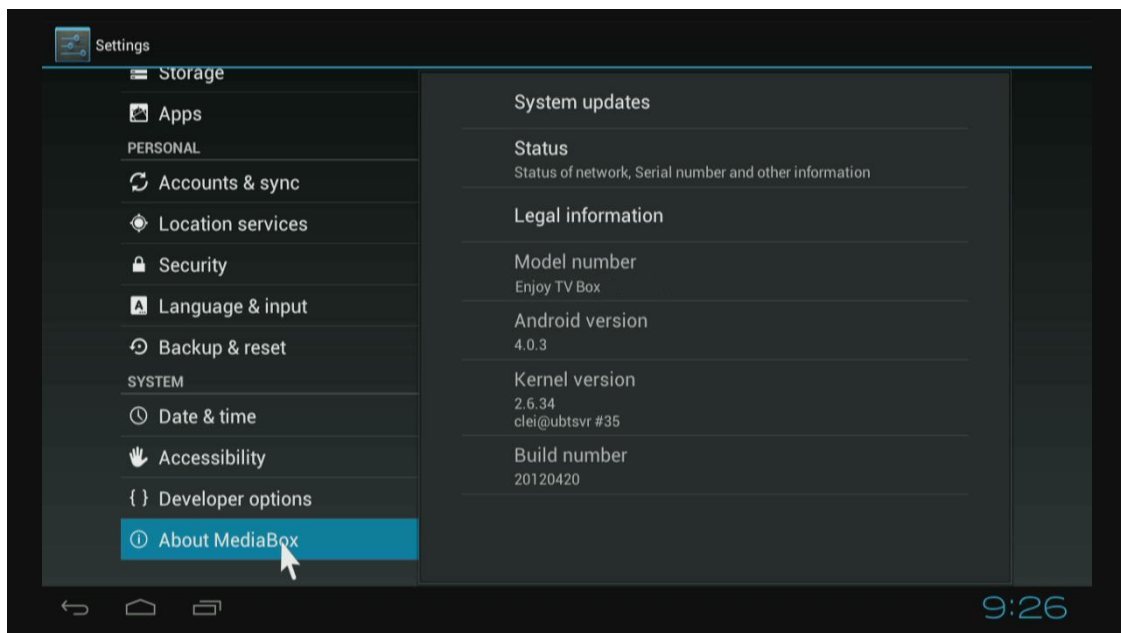 Settings
Storage
Apps
PERSONAL
Accounts & sync
Location services
Security
A Language & input
Backup & reset
SYSTEM
Date & time
Accessibility
{ } Developer options
About MediaBox
System updates
Status
Status of network, Serial number and other information
Legal information
Model number
Enjoy TV Box
Android version
4.0.3
Kernel version
2.6.34
clei@ubtsvr #35
Build number
20120420
9:26